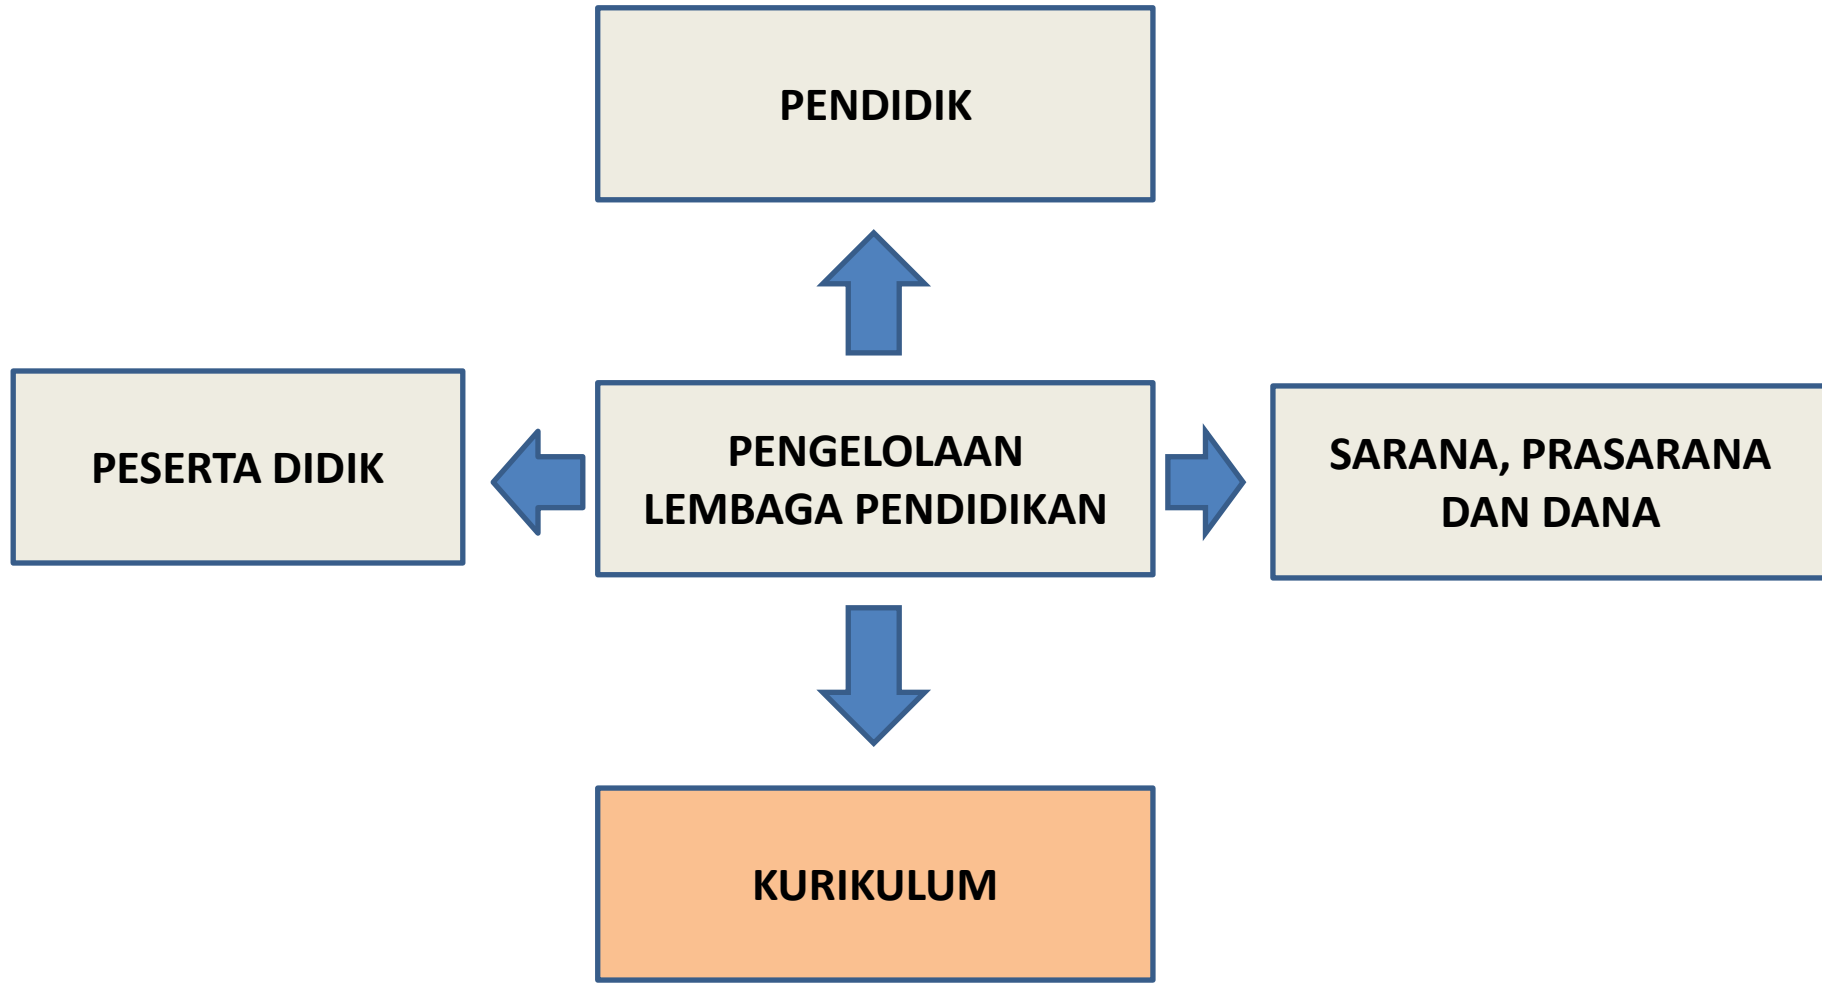 PENDIDIK
PESERTA DIDIK
PENGELOLAAN
LEMBAGA PENDIDIKAN
SARANA, PRASARANA
DAN DANA
KURIKULUM